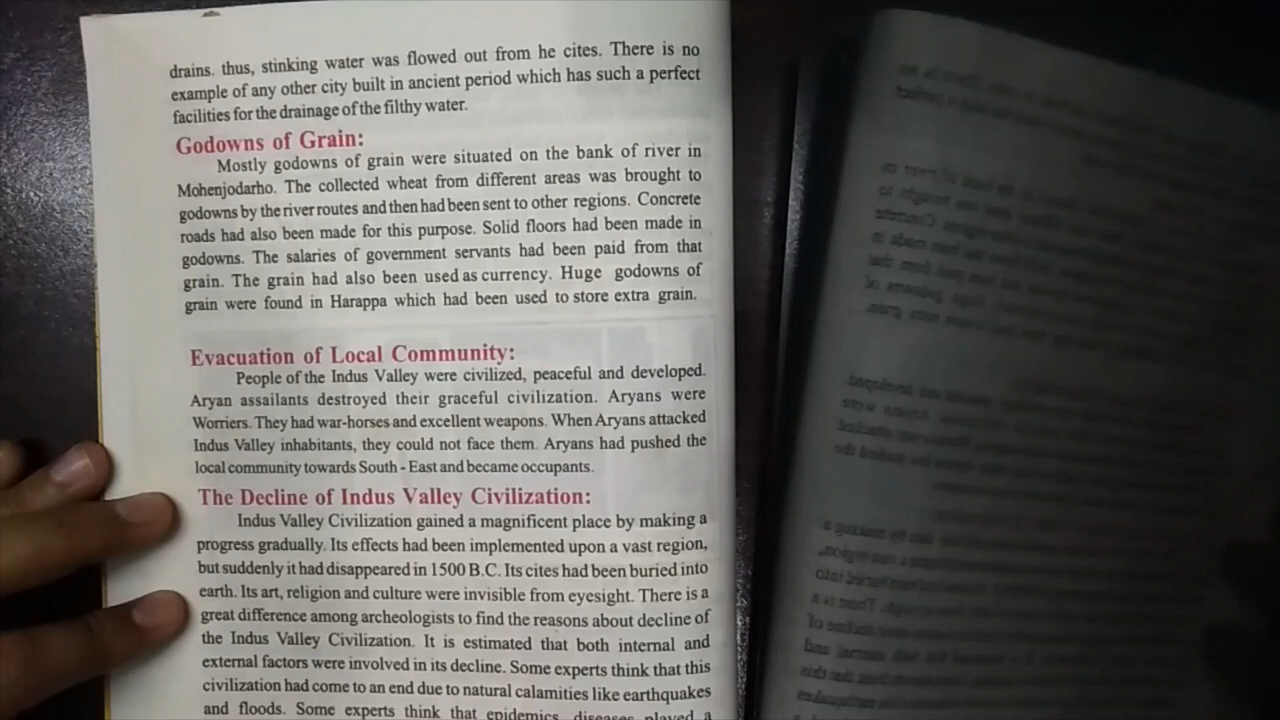 drains. thus, stinking water was flowed out from he cites. There is no
example of any other city built in ancient period which has such a perfect
facilities for the drainage of the filthy water.
Godowns of Grain:
Mostly godowns of grain were situated on the bank of river in
Mohenjodarho. The collected wheat from different areas was brought to
godowns by the river routes and then had been sent to other regions. Concrete
roads had also been made for this purpose. Solid floors had been made in
godowns. The salaries of government servants had been paid from that
grain. The grain had also been used as currency. Huge godowns of
grain were found in Harappa which had been used to store extra grain.
Evacuation of Local Community:
People of the Indus Valley were civilized, peaceful and developed.
Aryan assailants destroyed their graceful civilization. Aryans were
Worriers. They had war-horses and excellent weapons. When Aryans attacked
Indus Valley inhabitants, they could not face them. Aryans had pushed the
local community towards South - East and became occupants.
The Decline of Indus Valley Civilization:
Indus Valley Civilization gained a magnificent place by making a
progress gradually. Its effects had been implemented upon a vast region,
but suddenly it had disappeared in 1500 B.C. Its cites had been buried into
earth. Its art, religion and culture were invisible from eyesight. There is a
great difference among archeologists to find the reasons about decline of
the Indus Valley Civilization. It is estimated that both internal and
external factors were involved in its decline. Some experts think that this
civilization had come to an end due to natural calamities like earthquakes
and floods. Some experts think that epidemics, diseases played a